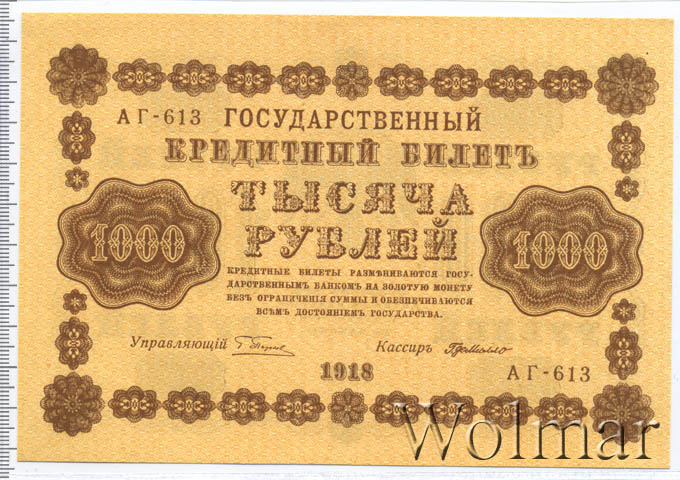 АГ-613 ГОСУДАРСТВЕННЫЙ
КРЕДИТНЫЙ БИЛЕТЪ
ТЫСЯЧА
РУБЛЕЙ
1000
1000
КРЕДИТНЫЕ БИЛЕТЫ РАЗМѢНИВАЮТСЯ ГОСУ-
ДАРСТВЕННЫМЪ БАНКОМЪ НА ЗОЛОТУЮ МОНЕТУ
БЕЗЪ ОГРАНИЧЕНІЯ СУММЫ И ОБЕЗПЕЧИВАЮТСЯ
ВСѢМЪ ДОСТОЯНІЕМЪ ГОСУДАРСТВА.
Управляющій
Кассиръ
1918
АГ-613
Wolmar